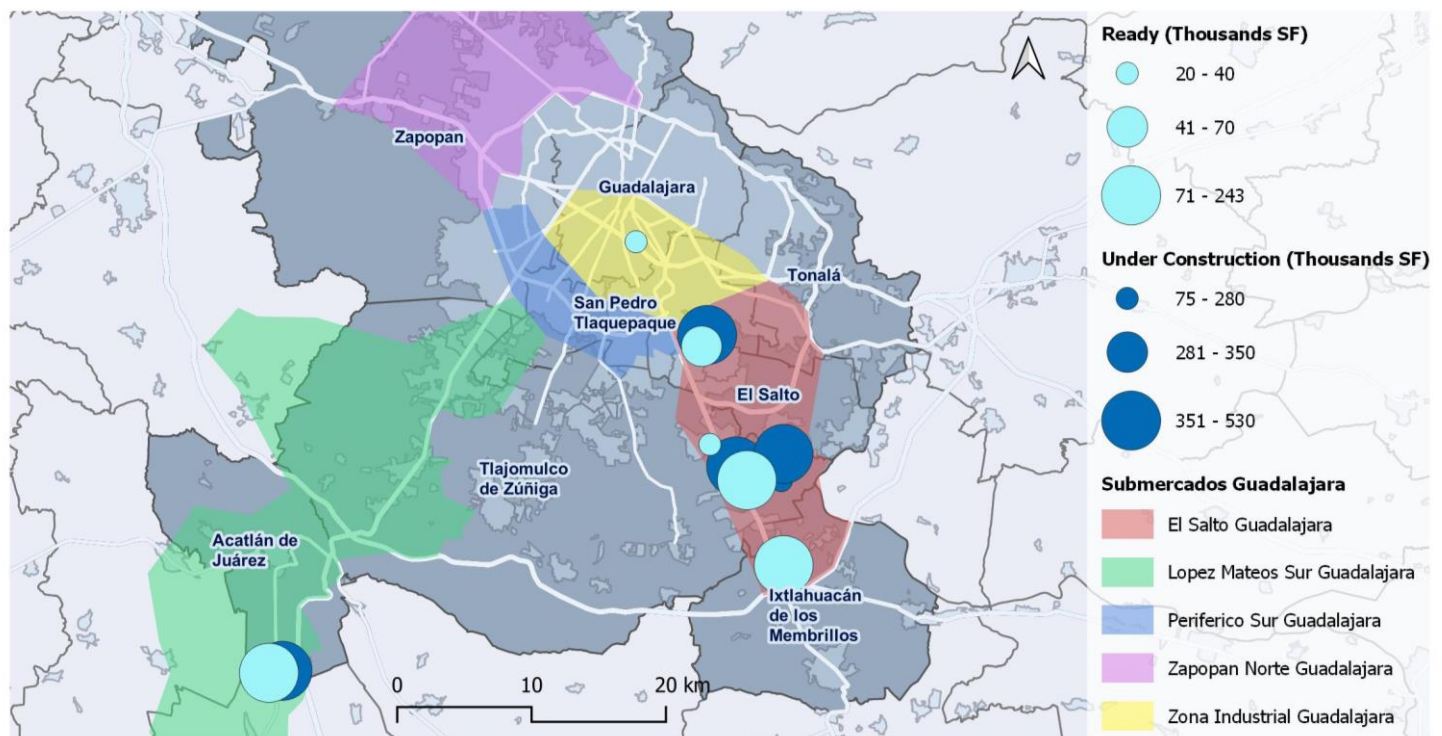 Zapopan
Guadalajara
Tonalá
San Pedro
Tlaquepaque
El Salto
Tlajomulco
de Zúñiga
Acatlán de
Juárez
Ixtlahuacán
de los
Membrillos
0 10 20 km
Ready (Thousands SF)
20 - 40
41 - 70
71 - 243
Under Construction (Thousands SF)
75 - 280
281 - 350
351 - 530
Submercados Guadalajara
El Salto Guadalajara
Lopez Mateos Sur Guadalajara
Periferico Sur Guadalajara
Zapopan Norte Guadalajara
Zona Industrial Guadalajara